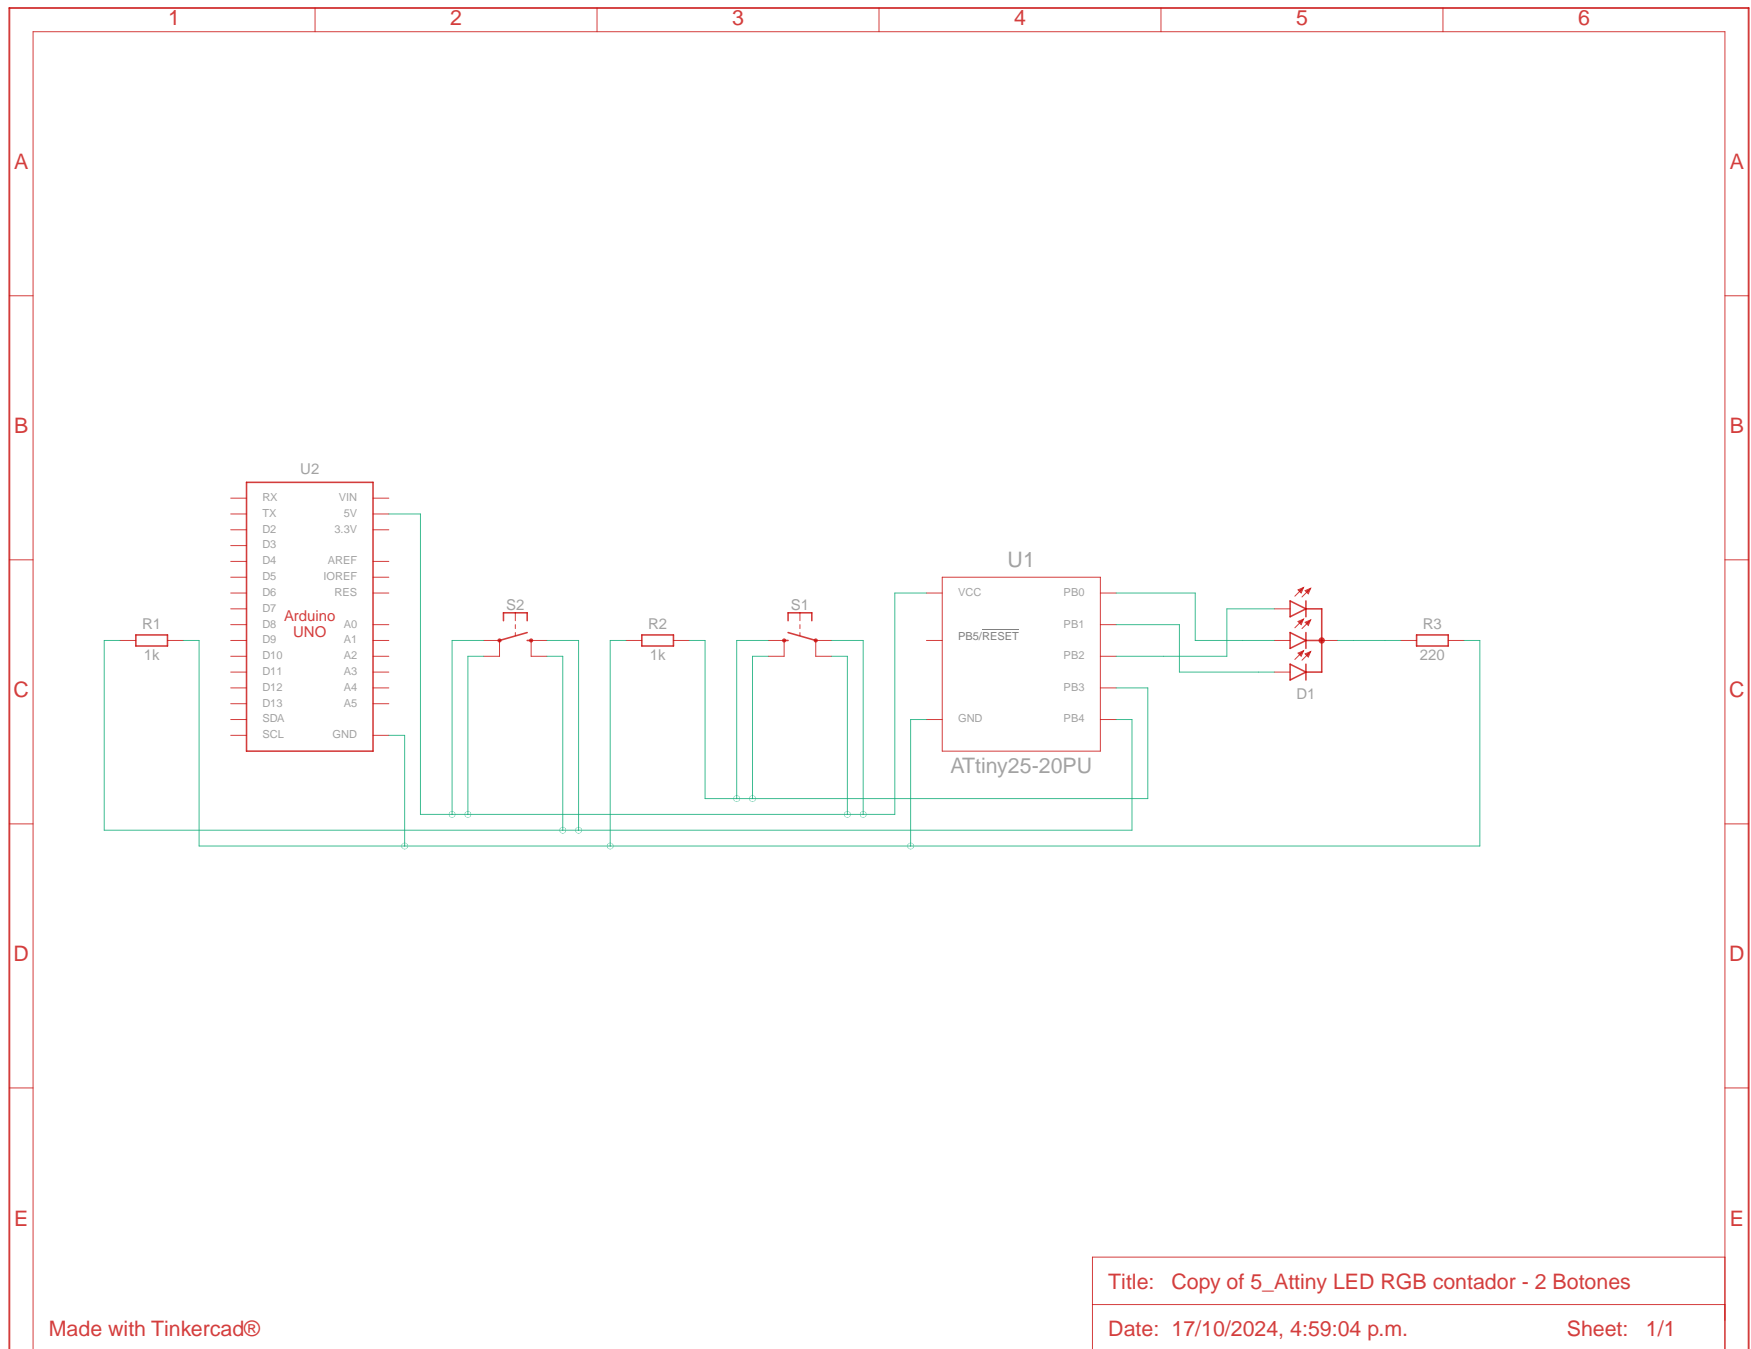 1 2 3 4 5 6
A A
B B
U2
RX VIN
TX 5V
D2 3.3V
D3
D4 AREF
D5 IOREF
D6 RES
D7
D8 A0
D9 A1
D10 A2
D11 A3
D12 A4
D13 A5
SDA
SCL GND
Arduino
UNO
R1
1k
S2
R2
1k
S1
U1
VCC PB0
PB1
PB5/RESET
PB2
PB3
GND PB4
ATtiny25-20PU
D1
R3
220
C C
D D
E E
Title: Copy of 5_Attiny LED RGB contador - 2 Botones
Made with Tinkercad®
Date: 17/10/2024, 4:59:04 p.m. Sheet: 1/1